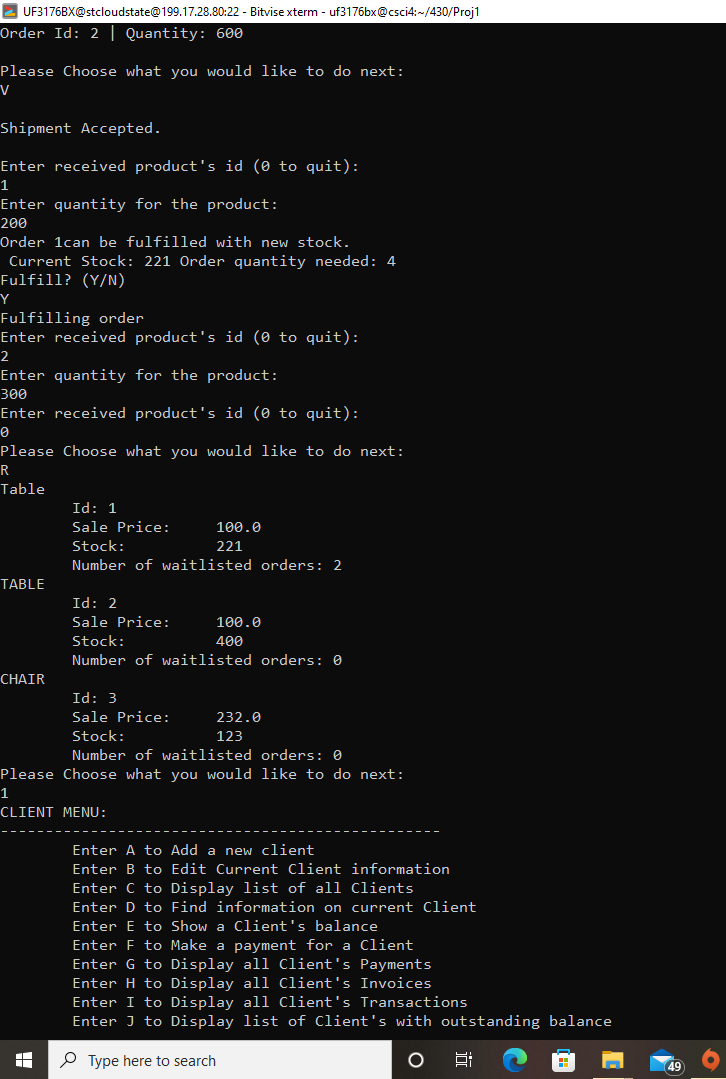 UF3176BX@stcloudstate@199.17.28.80:22 - Bitvise xterm - uf3176bx@csci4:~/430/Proj1
Order Id: 2 | Quantity: 600
Please Choose what you would like to do next:
V
Shipment Accepted.
Enter received product's id (0 to quit):
1
Enter quantity for the product:
200
Order 1can be fulfilled with new stock.
Current Stock: 221 Order quantity needed: 4
Fulfill? (Y/N)
Y
Fulfilling order
Enter received product's id (0 to quit):
2
Enter quantity for the product:
300
Enter received product's id (0 to quit):
0
Please Choose what you would like to do next:
R
Table
Id: 1
Sale Price: 100.0
Stock: 221
Number of waitlisted orders: 2
TABLE
Id: 2
Sale Price: 100.0
Stock: 400
Number of waitlisted orders: 0
CHAIR
Id: 3
Sale Price: 232.0
Stock: 123
Number of waitlisted orders: 0
Please Choose what you would like to do next:
1
CLIENT MENU:
-------------------------------------------------
Enter A to Add a new client
Enter B to Edit Current Client information
Enter C to Display list of all Clients
Enter D to Find information on current Client
Enter E to Show a Client's balance
Enter F to Make a payment for a Client
Enter G to Display all Client's Payments
Enter H to Display all Client's Invoices
Enter I to Display all Client's Transactions
Enter J to Display list of Client's with outstanding balance
Type here to search
49